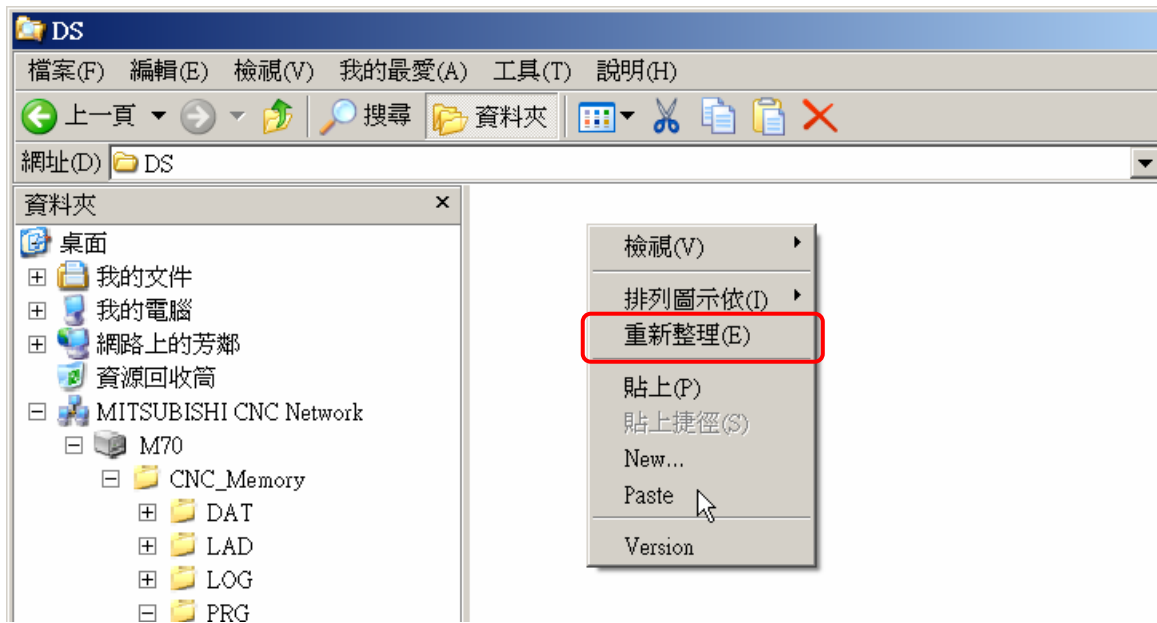 DS
檔案(F) 編輯(E) 檢視(V) 我的最愛(A) 工具(T) 說明(H)
上一頁 搜尋 資料夾
網址(D) DS
資料夾 ×
桌面
我的文件
我的電腦
網路上的芳鄰
資源回收筒
MITSUBISHI CNC Network
M70
CNC_Memory
DAT
LAD
LOG
PRG
檢視(V)
排列圖示依(I)
重新整理(E)
貼上(P)
貼上捷徑(S)
New...
Paste
Version